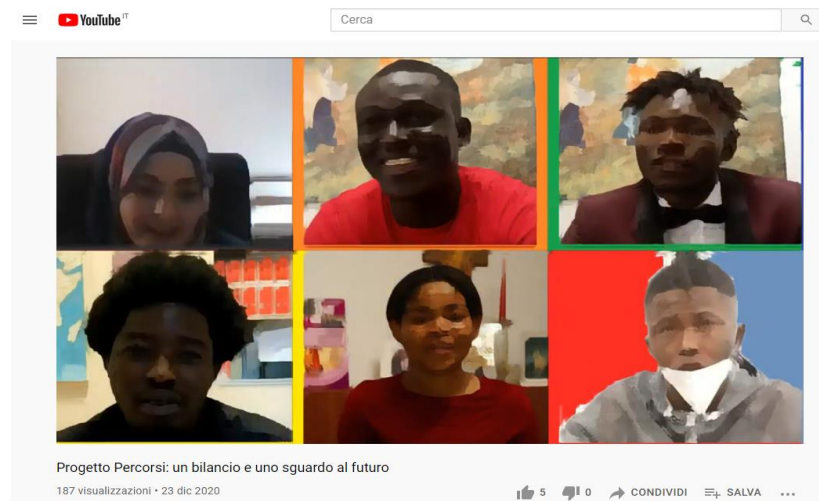 YouTube IT
Cerca
Progetto Percorsi: un bilancio e uno sguardo al futuro
187 visualizzazioni • 23 dic 2020
5 0 CONDIVIDI SALVA ...